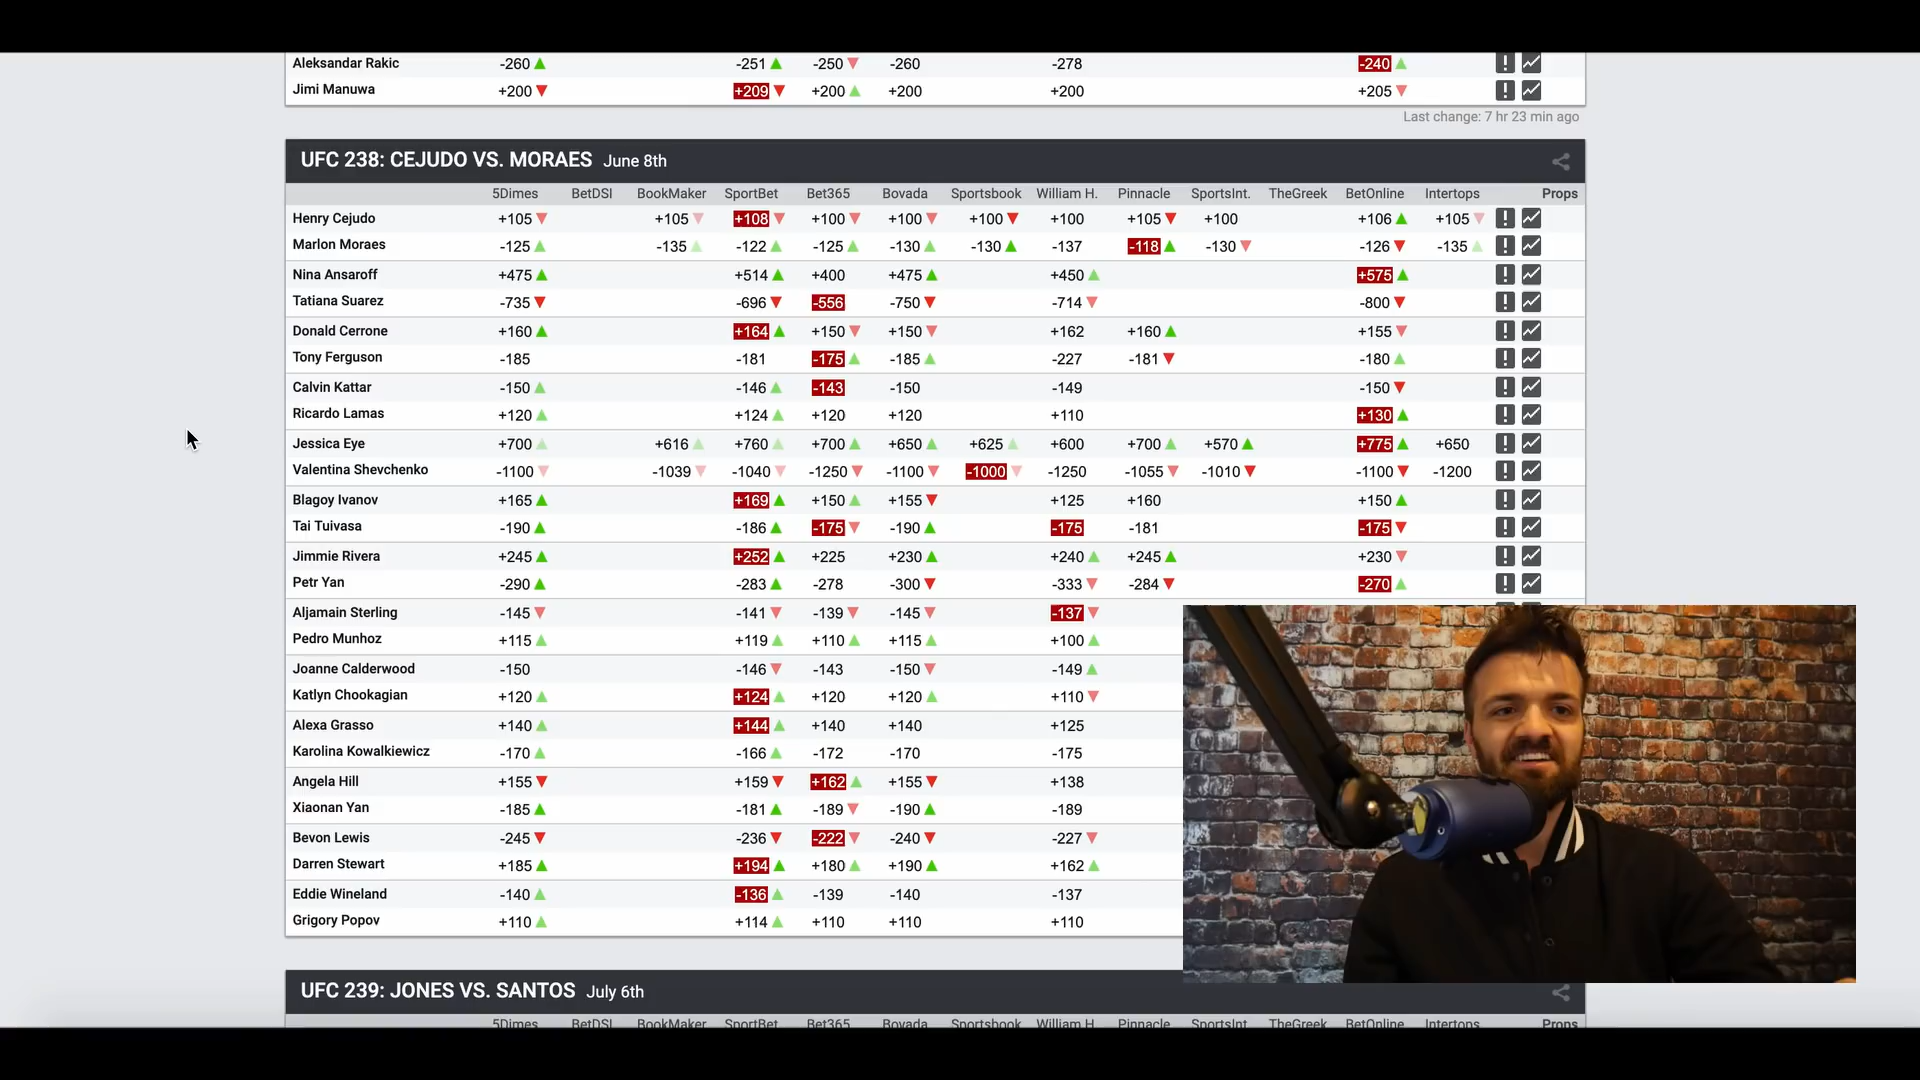 Aleksandar Rakic -260 -251 -250 -260 -278 -240
Jimi Manuwa +200 +209 +200 +200 +200 +205
Last change: 7 hr 23 min ago
UFC 238: CEJUDO VS. MORAES June 8th
5Dimes BetDSI BookMaker SportBet Bet365 Bovada Sportsbook William H. Pinnacle SportsInt. TheGreek BetOnline Intertops Props
Henry Cejudo +105 +105 +108 +100 +100 +100 +100 +105 +100 +106 +105
Marlon Moraes -125 -135 -122 -125 -130 -130 -137 -118 -130 -126 -135
Nina Ansaroff +475 +514 +400 +475 +450 +575
Tatiana Suarez -735 -696 -556 -750 -714 -800
Donald Cerrone +160 +164 +150 +150 +162 +160 +155
Tony Ferguson -185 -181 -175 -185 -227 -181 -180
Calvin Kattar -150 -146 -143 -150 -149 -150
Ricardo Lamas +120 +124 +120 +120 +110 +130
Jessica Eye +700 +616 +760 +700 +650 +625 +600 +700 +570 +775 +650
Valentina Shevchenko -1100 -1039 -1040 -1250 -1100 -1000 -1250 -1055 -1010 -1100 -1200
Blagoy Ivanov +165 +169 +150 +155 +125 +160 +150
Tai Tuivasa -190 -186 -175 -190 -175 -181 -175
Jimmie Rivera +245 +252 +225 +230 +240 +245 +230
Petr Yan -290 -283 -278 -300 -333 -284 -270
Aljamain Sterling -145 -141 -139 -145 -137
Pedro Munhoz +115 +119 +110 +115 +100
Joanne Calderwood -150 -146 -143 -150 -149
Katlyn Chookagian +120 +124 +120 +120 +110
Alexa Grasso +140 +144 +140 +140 +125
Karolina Kowalkiewicz -170 -166 -172 -170 -175
Angela Hill +155 +159 +162 +155 +138
Xiaonan Yan -185 -181 -189 -190 -189
Bevon Lewis -245 -236 -222 -240 -227
Darren Stewart +185 +194 +180 +190 +162
Eddie Wineland -140 -136 -139 -140 -137
Grigory Popov +110 +114 +110 +110 +110
UFC 239: JONES VS. SANTOS July 6th
5Dimes BetDSI BookMaker SportBet Bet365 Bovada Sportsbook William H. Pinnacle SportsInt. TheGreek BetOnline Intertops Props